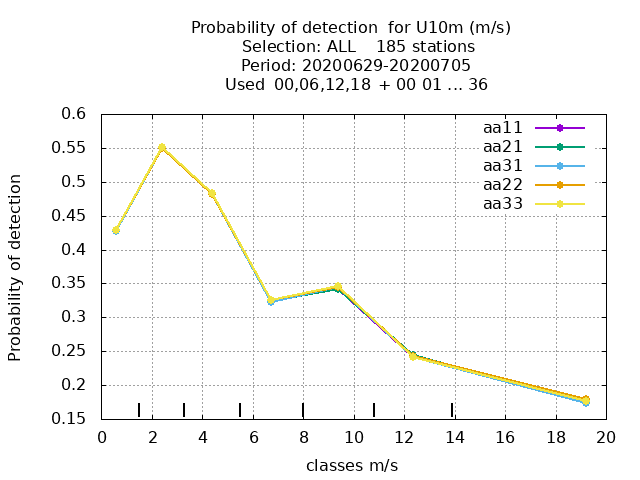 Probability of detection  for U10m (m/s)
Selection: ALL    185 stations
Period: 20200629-20200705
Used  00,06,12,18  + 00 01 ... 36
0.6
0.55
0.5
0.45
0.4
0.35
0.3
0.25
0.2
0.15
Probability of detection
aa11
aa21
aa31
aa22
aa33
0 2 4 6 8 10 12 14 16 18 20
classes m/s